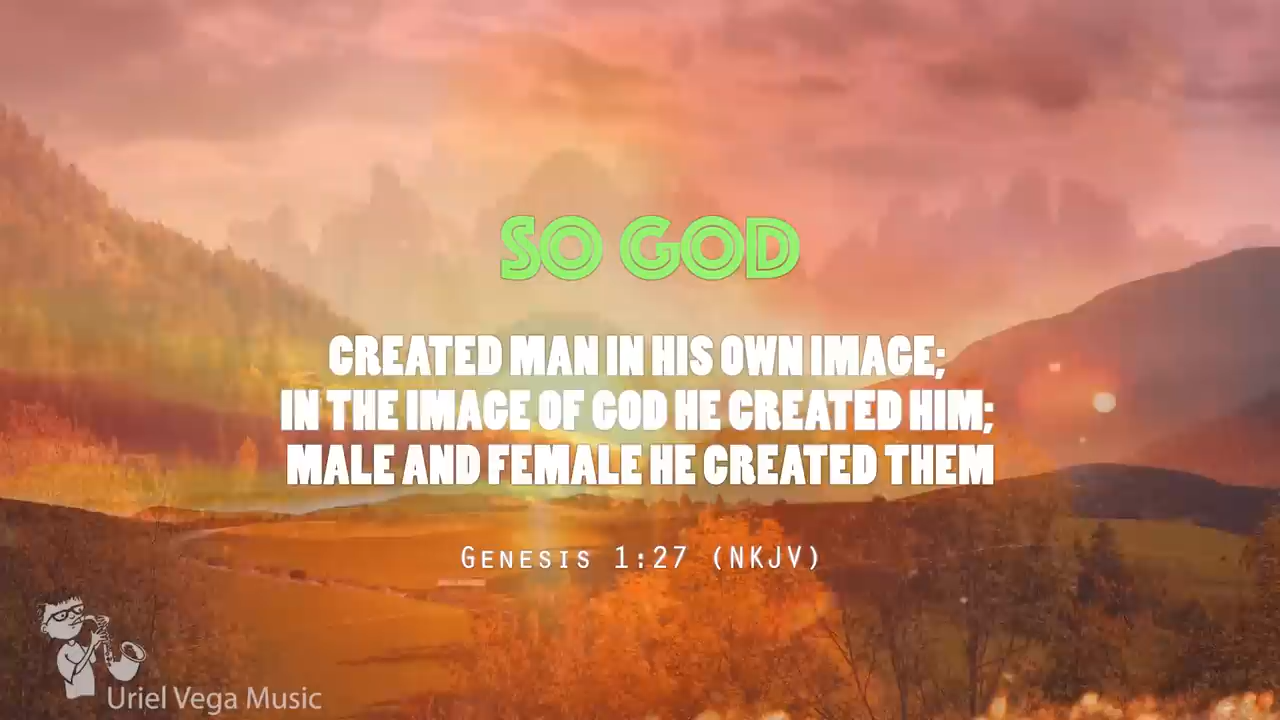 SO GOD
CREATED MAN IN HIS OWN IMAGE;
IN THE IMAGE OF GOD HE CREATED HIM;
MALE AND FEMALE HE CREATED THEM
Genesis 1:27 (NKJV)
Uriel Vega Music